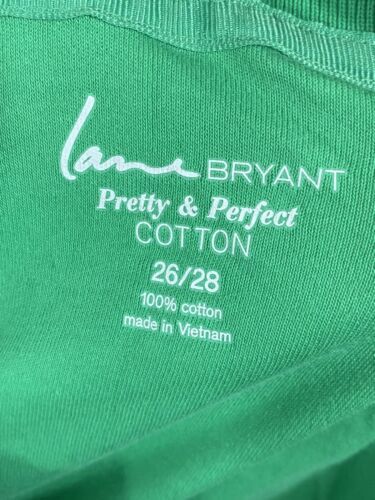 Lane BRYANT
Pretty & Perfect
COTTON
26/28
100% cotton
made in Vietnam